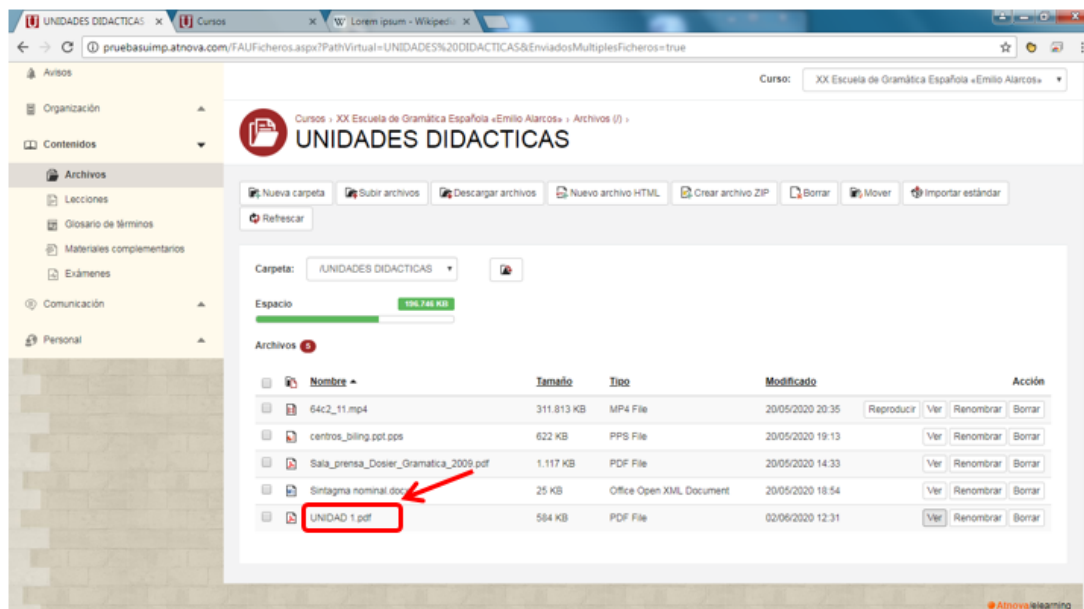 UNIDADES DIDACTICAS
Cursos
Lorem ipsum - Wikipedi
pruebasuimp.atnova.com/FAUFicheros.aspx?PathVirtual=UNIDADES%20DIDACTICAS&EnviadosMultiplesFicheros=true
Avisos
Organización
Contenidos
Archivos
Lecciones
Glosario de términos
Materiales complementarios
Exámenes
Comunicación
Personal
Curso: XX Escuela de Gramática Española «Emilio Alarcos»
Cursos › XX Escuela de Gramática Española «Emilio Alarcos» › Archivos (/) ›
UNIDADES DIDACTICAS
Nueva carpeta Subir archivos Descargar archivos Nuevo archivo HTML Crear archivo ZIP Borrar Mover Importar estándar
Refrescar
Carpeta: /UNIDADES DIDACTICAS
Espacio 196.746 KB
Archivos 5
Nombre Tamaño Tipo Modificado Acción
64c2_11.mp4 311.813 KB MP4 File 20/05/2020 20:35 Reproducir Ver Renombrar Borrar
centros_biling.ppt.pps 622 KB PPS File 20/05/2020 19:13 Ver Renombrar Borrar
Sala_prensa_Dosier_Gramatica_2009.pdf 1.117 KB PDF File 20/05/2020 14:33 Ver Renombrar Borrar
Sintagma nominal.docx 25 KB Office Open XML Document 20/05/2020 18:54 Ver Renombrar Borrar
UNIDAD 1.pdf 584 KB PDF File 02/06/2020 12:31 Ver Renombrar Borrar
Atnova elearning